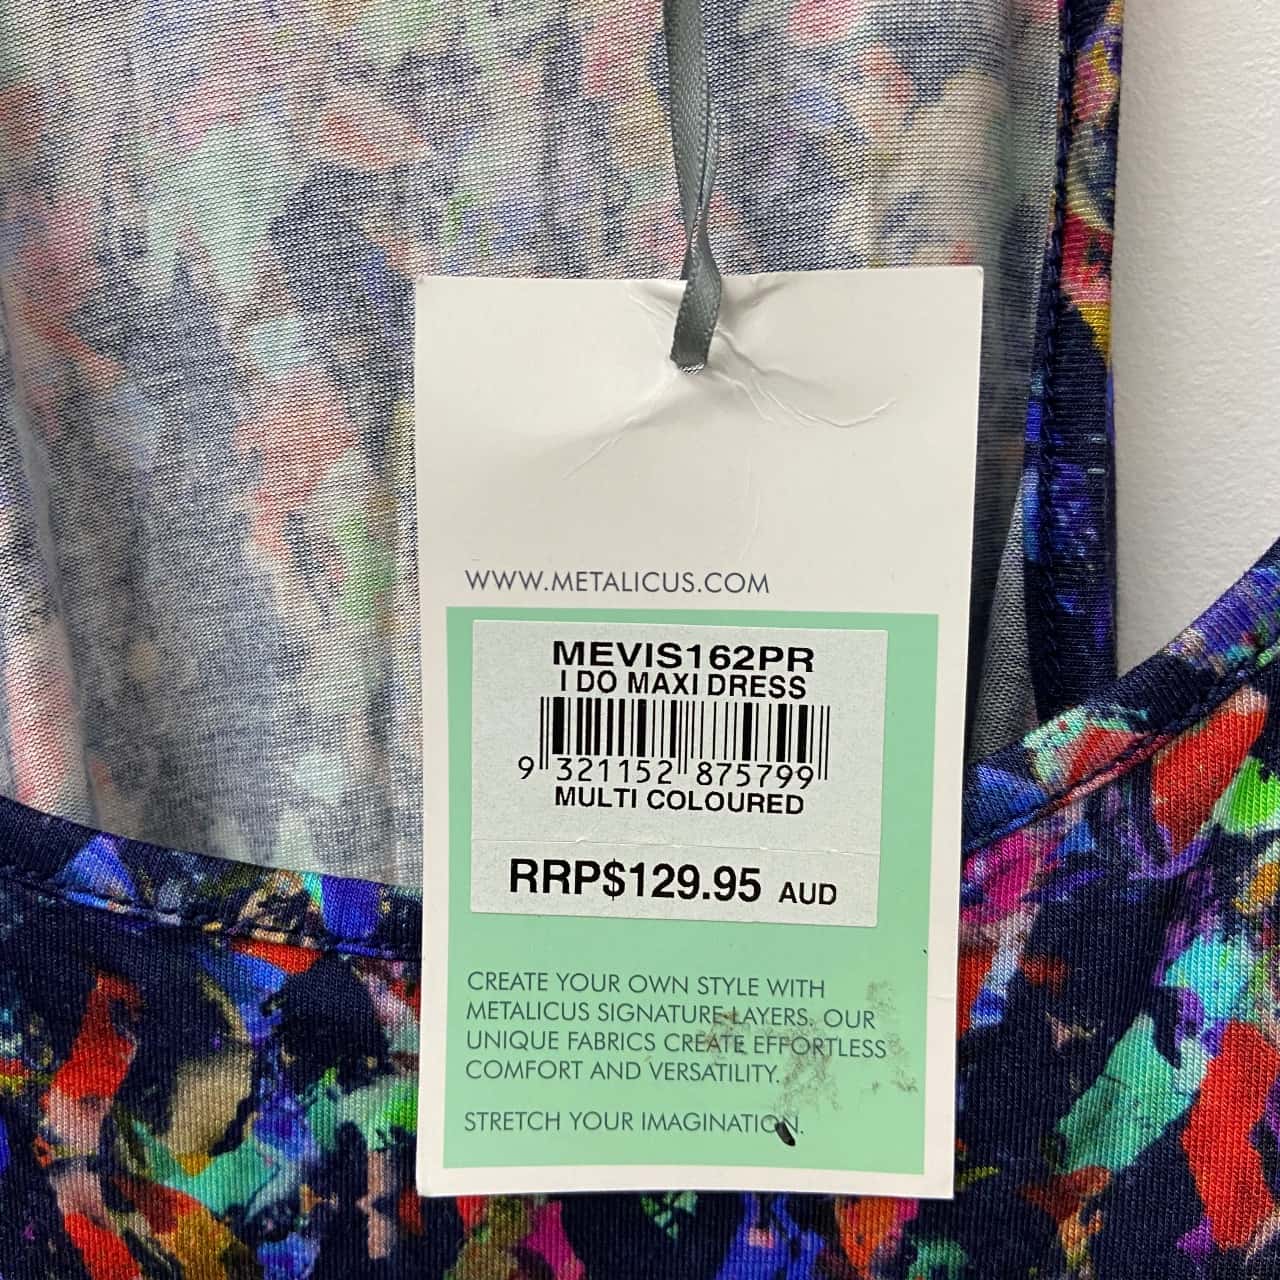 WWW.METALICUS.COM
MEVIS162PR
I DO MAXI DRESS
9 321152 875799
MULTI COLOURED
RRP$129.95 AUD
CREATE YOUR OWN STYLE WITH
METALICUS SIGNATURE LAYERS. OUR
UNIQUE FABRICS CREATE EFFORTLESS
COMFORT AND VERSATILITY.
STRETCH YOUR IMAGINATION.